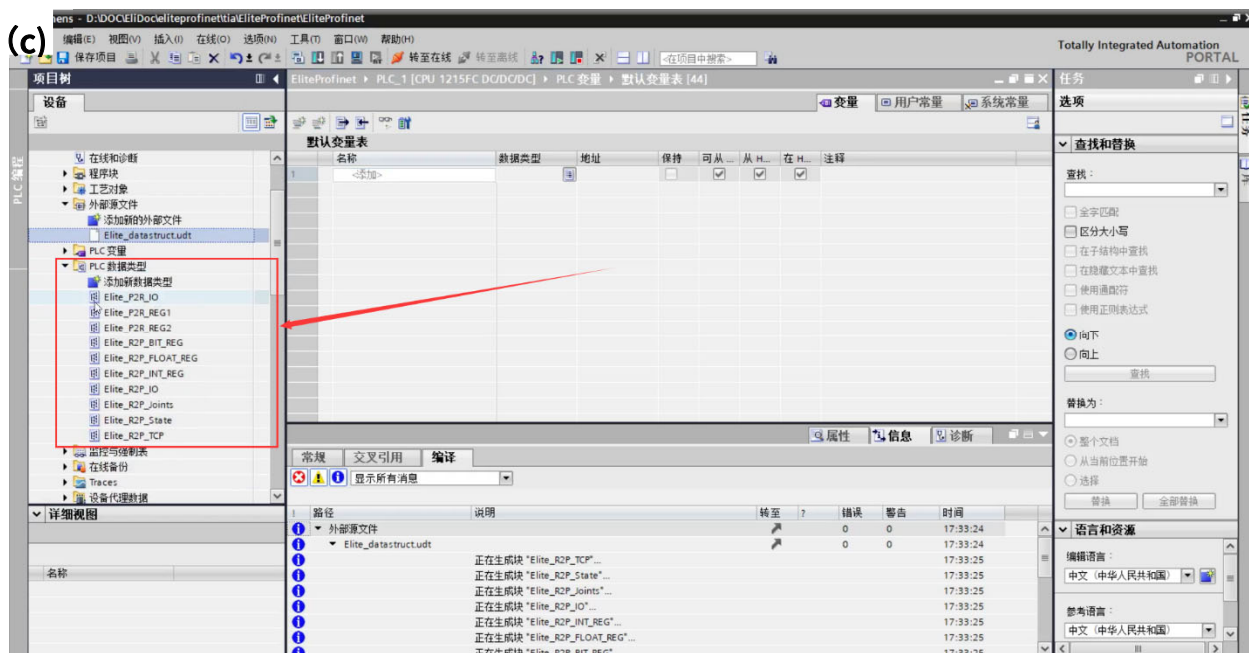 (c)
ens - D:\DOC\EliDoc\eliteprofinet\tia\EliteProfinet\EliteProfinet
编辑(E) 视图(V) 插入(I) 在线(O) 选项(N) 工具(T) 窗口(W) 帮助(H)
Totally Integrated Automation
PORTAL
保存项目 转至在线 转至离线 <在项目中搜索>
项目树
EliteProfinet ▸ PLC_1 [CPU 1215FC DC/DC/DC] ▸ PLC 变量 ▸ 默认变量表 [44]
任务
设备
变量 用户常量 系统常量
选项
PLC 编程
默认变量表
名称 数据类型 地址 保持 可从 ... 从 H... 在 H... 注释
1 <添加>
在线和诊断
程序块
工艺对象
外部源文件
添加新的外部文件
Elite_datastruct.udt
PLC 变量
PLC 数据类型
添加新数据类型
Elite_P2R_IO
Elite_P2R_REG1
Elite_P2R_REG2
Elite_R2P_BIT_REG
Elite_R2P_FLOAT_REG
Elite_R2P_INT_REG
Elite_R2P_IO
Elite_R2P_Joints
Elite_R2P_State
Elite_R2P_TCP
监控与强制表
在线备份
Traces
设备代理数据
详细视图
名称
属性 信息 诊断
常规 交叉引用 编译
显示所有消息
! 路径 说明 转至 ? 错误 警告 时间
外部源文件 0 0 17:33:24
Elite_datastruct.udt 0 0 17:33:24
正在生成块 "Elite_R2P_TCP"... 17:33:25
正在生成块 "Elite_R2P_State"... 17:33:25
正在生成块 "Elite_R2P_Joints"... 17:33:25
正在生成块 "Elite_R2P_IO"... 17:33:25
正在生成块 "Elite_R2P_INT_REG"... 17:33:25
正在生成块 "Elite_R2P_FLOAT_REG"... 17:33:25
正在生成块 "Elite_R2P_BIT_REG"... 17:33:25
查找和替换
查找：
全字匹配
区分大小写
在子结构中查找
在隐藏文本中查找
使用通配符
使用正则表达式
向下
向上
查找
替换为：
整个文档
从当前位置开始
选择
替换 全部替换
语言和资源
编辑语言：
中文（中华人民共和国）
参考语言：
中文（中华人民共和国）